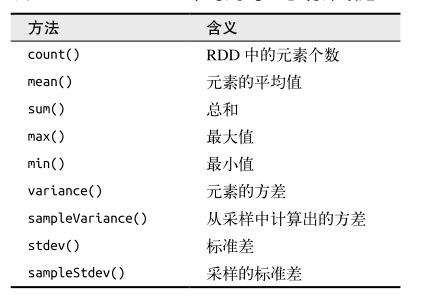 方法 含义
count() RDD 中的元素个数
mean() 元素的平均值
sum() 总和
max() 最大值
min() 最小值
variance() 元素的方差
sampleVariance() 从采样中计算出的方差
stdev() 标准差
sampleStdev() 采样的标准差